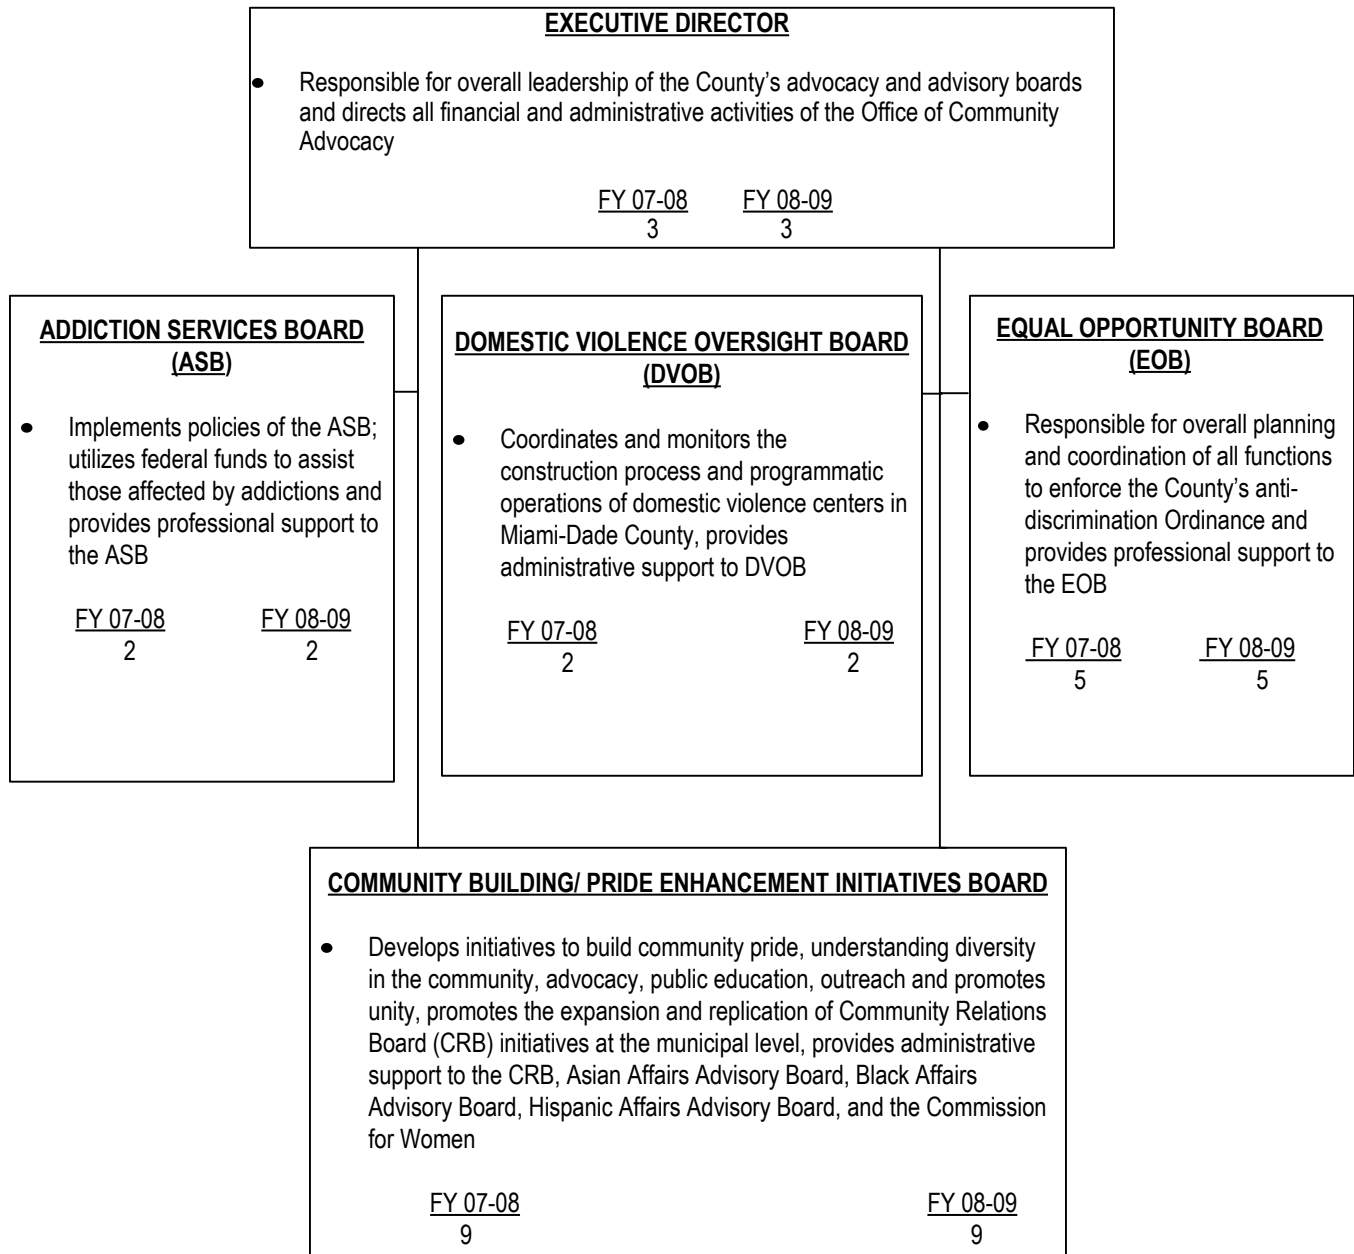 EXECUTIVE DIRECTOR
• Responsible for overall leadership of the County’s advocacy and advisory boards
and directs all financial and administrative activities of the Office of Community
Advocacy
FY 07-08 FY 08-09
3 3
ADDICTION SERVICES BOARD
(ASB)
• Implements policies of the ASB;
utilizes federal funds to assist
those affected by addictions and
provides professional support to
the ASB
FY 07-08 FY 08-09
2 2
DOMESTIC VIOLENCE OVERSIGHT BOARD
(DVOB)
• Coordinates and monitors the
construction process and programmatic
operations of domestic violence centers in
Miami-Dade County, provides
administrative support to DVOB
FY 07-08 FY 08-09
2 2
EQUAL OPPORTUNITY BOARD
(EOB)
• Responsible for overall planning
and coordination of all functions
to enforce the County’s anti-
discrimination Ordinance and
provides professional support to
the EOB
FY 07-08 FY 08-09
5 5
COMMUNITY BUILDING/ PRIDE ENHANCEMENT INITIATIVES BOARD
• Develops initiatives to build community pride, understanding diversity
in the community, advocacy, public education, outreach and promotes
unity, promotes the expansion and replication of Community Relations
Board (CRB) initiatives at the municipal level, provides administrative
support to the CRB, Asian Affairs Advisory Board, Black Affairs
Advisory Board, Hispanic Affairs Advisory Board, and the Commission
for Women
FY 07-08 FY 08-09
9 9